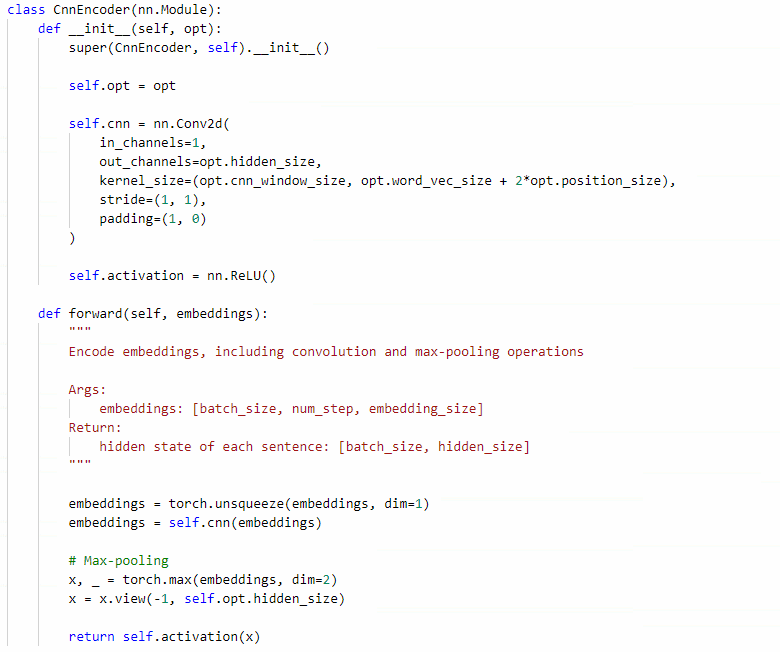 class CnnEncoder(nn.Module):
    def __init__(self, opt):
        super(CnnEncoder, self).__init__()

        self.opt = opt

        self.cnn = nn.Conv2d(
            in_channels=1,
            out_channels=opt.hidden_size,
            kernel_size=(opt.cnn_window_size, opt.word_vec_size + 2*opt.position_size),
            stride=(1, 1),
            padding=(1, 0)
        )

        self.activation = nn.ReLU()

    def forward(self, embeddings):
        """
        Encode embeddings, including convolution and max-pooling operations

        Args:
            embeddings: [batch_size, num_step, embedding_size]
        Return:
            hidden state of each sentence: [batch_size, hidden_size]
        """

        embeddings = torch.unsqueeze(embeddings, dim=1)
        embeddings = self.cnn(embeddings)

        # Max-pooling
        x, _ = torch.max(embeddings, dim=2)
        x = x.view(-1, self.opt.hidden_size)

        return self.activation(x)